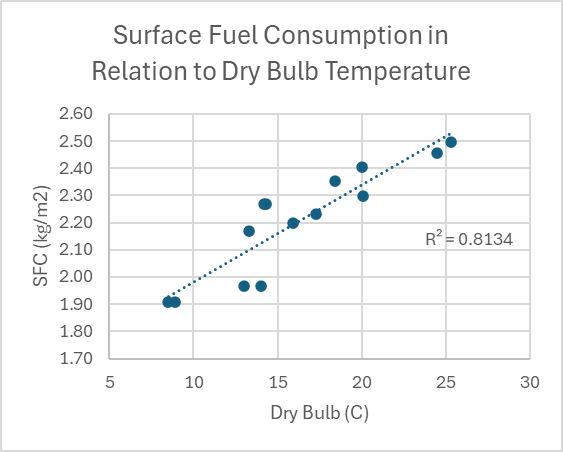 Surface Fuel Consumption in
Relation to Dry Bulb Temperature
2.60
2.50
2.40
2.30
2.20
2.10
2.00
1.90
1.80
1.70
SFC (kg/m2)
R² = 0.8134
5 10 15 20 25 30
Dry Bulb (C)